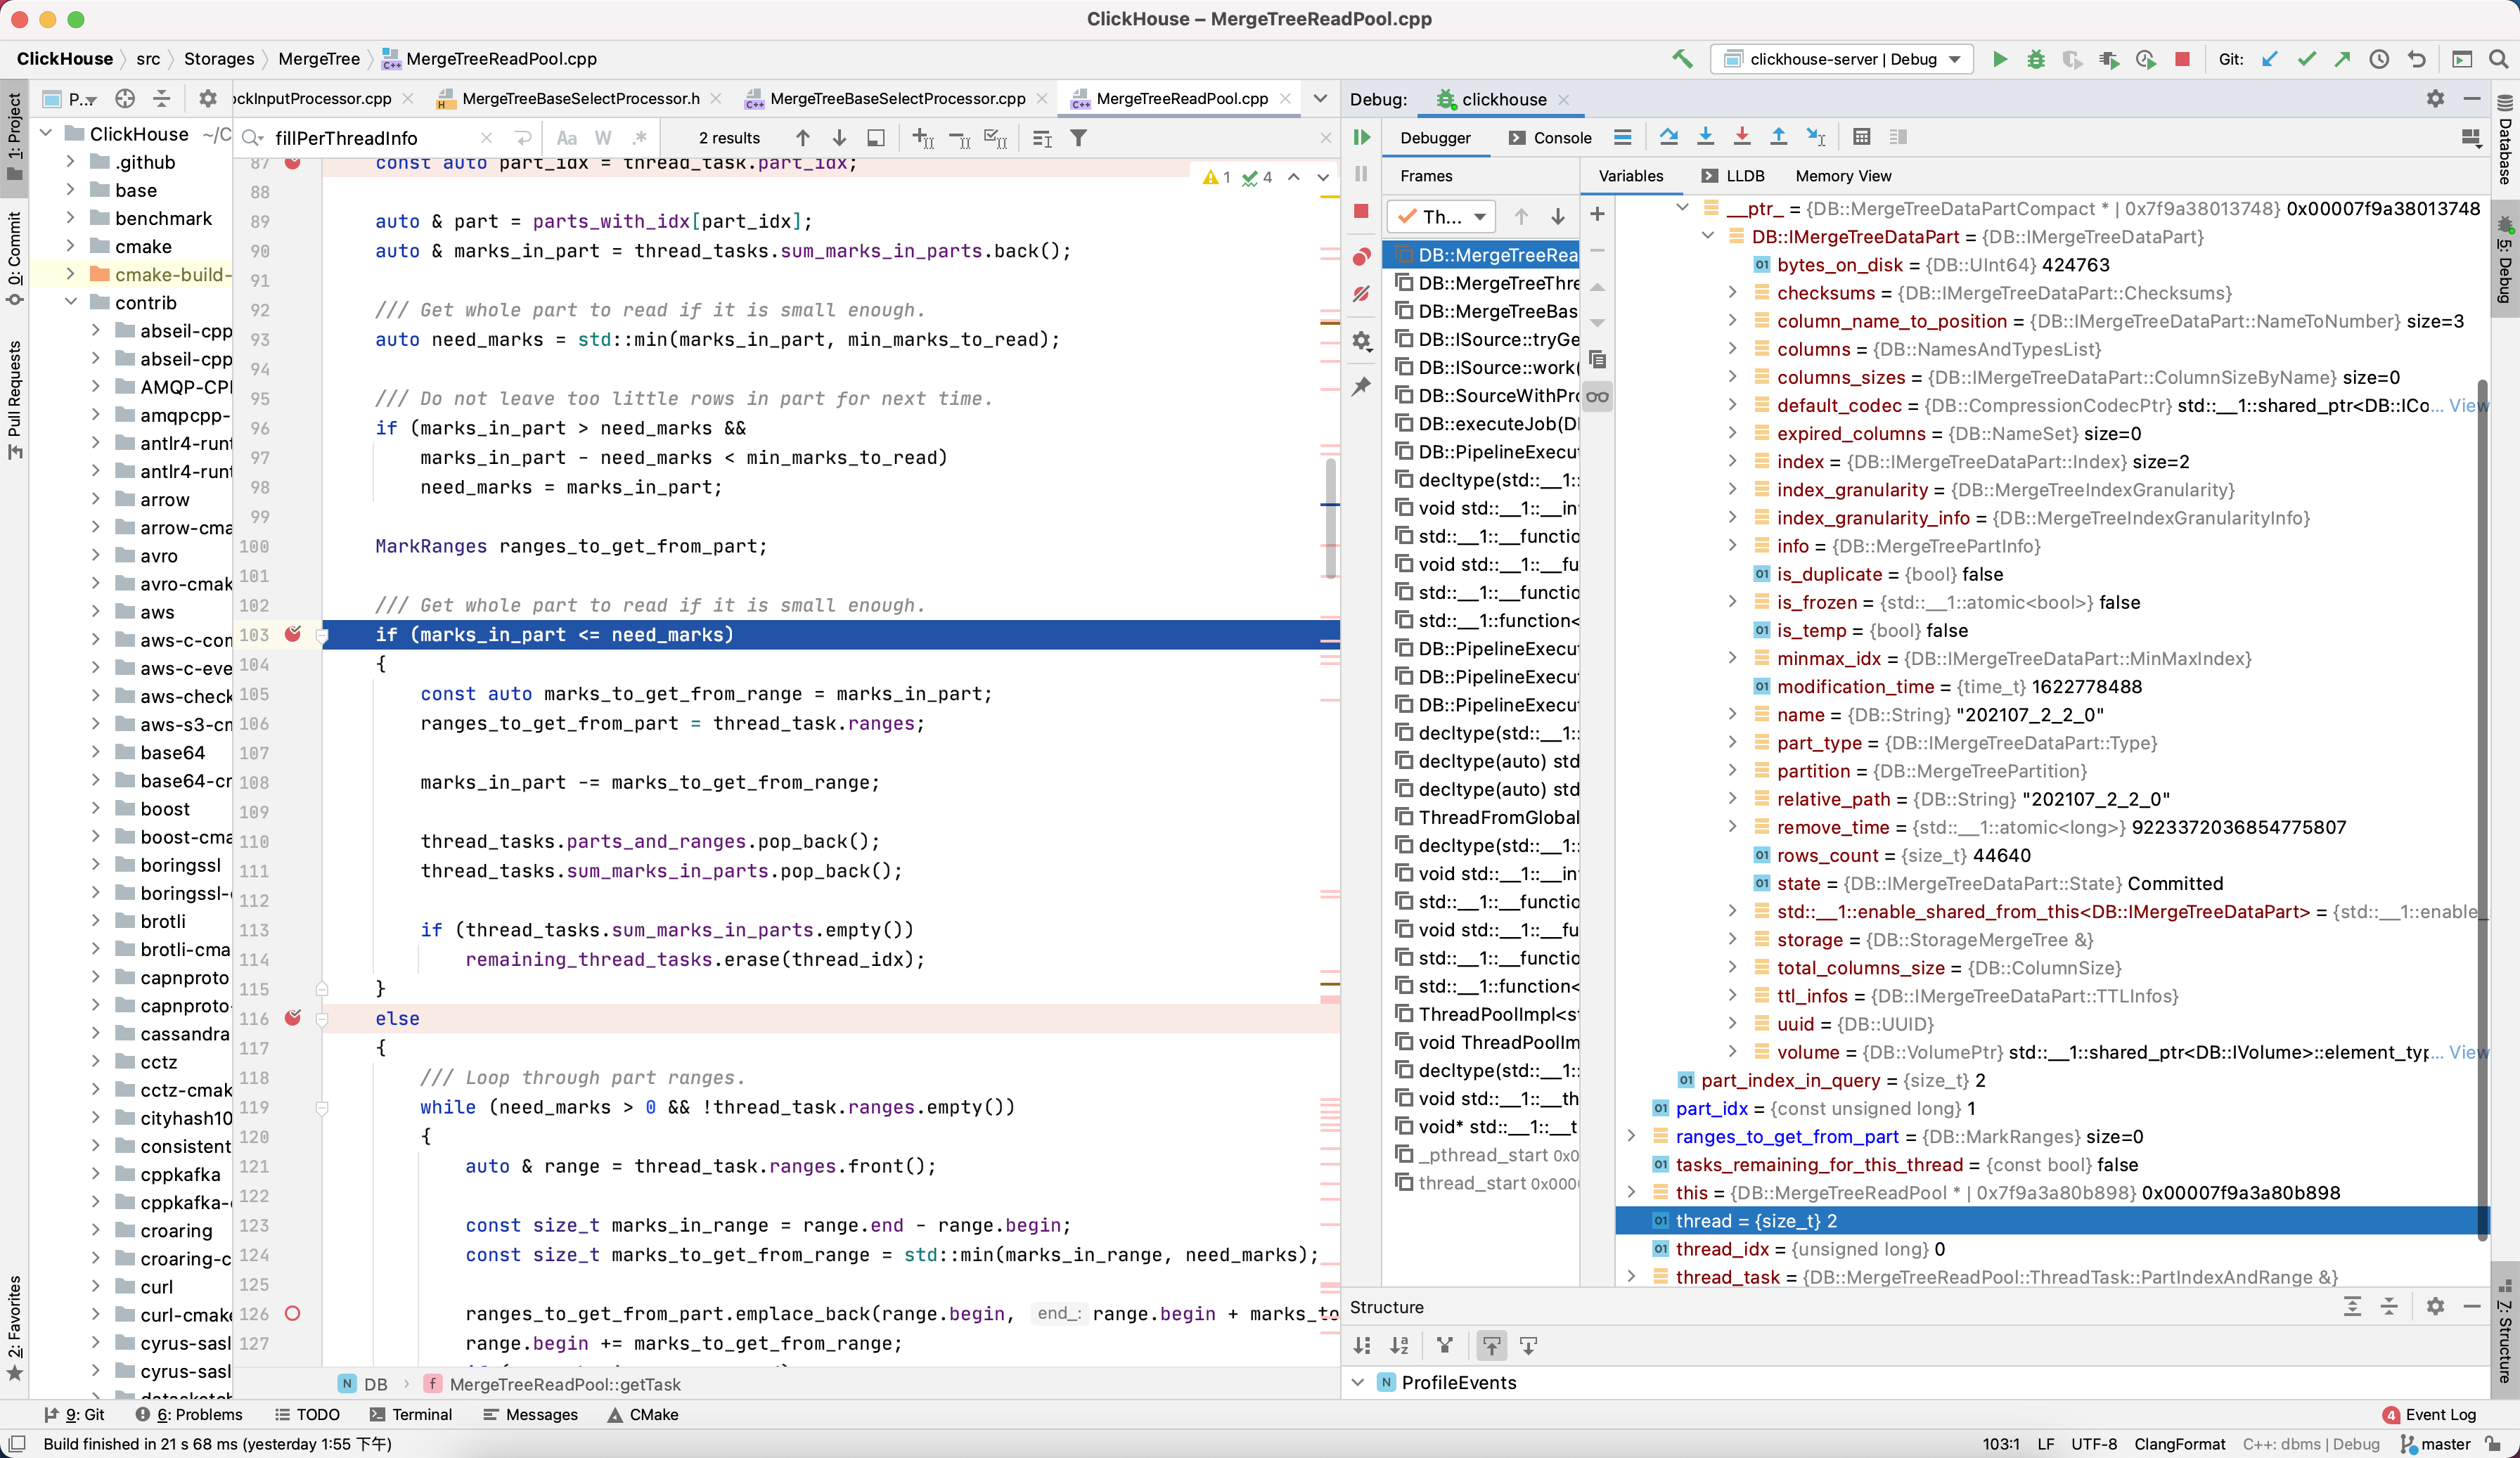 ClickHouse – MergeTreeReadPool.cpp
ClickHouse src Storages MergeTree MergeTreeReadPool.cpp
clickhouse-server | Debug
Git:
1: Project
0: Commit
Pull Requests
2: Favorites
P...
ockInputProcessor.cpp
MergeTreeBaseSelectProcessor.h
MergeTreeBaseSelectProcessor.cpp
MergeTreeReadPool.cpp
fillPerThreadInfo
Aa W .*
2 results
ClickHouse ~/C
.github
base
benchmark
cmake
cmake-build-
contrib
abseil-cpp
abseil-cpp
AMQP-CPI
amqpcpp-
antlr4-runt
antlr4-runt
arrow
arrow-cma
avro
avro-cmak
aws
aws-c-con
aws-c-eve
aws-check
aws-s3-cm
base64
base64-cr
boost
boost-cma
boringssl
boringssl-
brotli
brotli-cma
capnproto
capnproto-
cassandra
cctz
cctz-cmak
cityhash10
consistent
cppkafka
cppkafka-
croaring
croaring-c
curl
curl-cmake
cyrus-sasl
cyrus-sasl
87 const auto part_idx = thread_task.part_idx;
1 4
88
89 auto & part = parts_with_idx[part_idx];
90 auto & marks_in_part = thread_tasks.sum_marks_in_parts.back();
91
92 /// Get whole part to read if it is small enough.
93 auto need_marks = std::min(marks_in_part, min_marks_to_read);
94
95 /// Do not leave too little rows in part for next time.
96 if (marks_in_part > need_marks &&
97 marks_in_part - need_marks < min_marks_to_read)
98 need_marks = marks_in_part;
99
100 MarkRanges ranges_to_get_from_part;
101
102 /// Get whole part to read if it is small enough.
103 if (marks_in_part <= need_marks)
104 {
105 const auto marks_to_get_from_range = marks_in_part;
106 ranges_to_get_from_part = thread_task.ranges;
107
108 marks_in_part -= marks_to_get_from_range;
109
110 thread_tasks.parts_and_ranges.pop_back();
111 thread_tasks.sum_marks_in_parts.pop_back();
112
113 if (thread_tasks.sum_marks_in_parts.empty())
114 remaining_thread_tasks.erase(thread_idx);
115 }
116 else
117 {
118 /// Loop through part ranges.
119 while (need_marks > 0 && !thread_task.ranges.empty())
120 {
121 auto & range = thread_task.ranges.front();
122
123 const size_t marks_in_range = range.end - range.begin;
124 const size_t marks_to_get_from_range = std::min(marks_in_range, need_marks);
125
126 ranges_to_get_from_part.emplace_back(range.begin, end_: range.begin + marks_to
127 range.begin += marks_to_get_from_range;
N DB f MergeTreeReadPool::getTask
Debug: clickhouse
Debugger Console
Frames
Th...
DB::MergeTreeRea
DB::MergeTreeThre
DB::MergeTreeBas
DB::ISource::tryGe
DB::ISource::work(
DB::SourceWithPro
DB::executeJob(DI
DB::PipelineExecut
decltype(std::__1::
void std::__1::__in
std::__1::__functio
void std::__1::__fu
std::__1::__functio
std::__1::function<
DB::PipelineExecut
DB::PipelineExecut
DB::PipelineExecut
decltype(std::__1::
decltype(auto) std
decltype(auto) std
ThreadFromGlobal
decltype(std::__1::
void std::__1::__in
std::__1::__functio
void std::__1::__fu
std::__1::__functio
std::__1::function<
ThreadPoolImpl<st
void ThreadPoolIm
decltype(std::__1::
void std::__1::__th
void* std::__1::__t
_pthread_start 0x0
thread_start 0x000
Variables LLDB Memory View
__ptr_ = {DB::MergeTreeDataPartCompact * | 0x7f9a38013748} 0x00007f9a38013748
DB::IMergeTreeDataPart = {DB::IMergeTreeDataPart}
bytes_on_disk = {DB::UInt64} 424763
checksums = {DB::IMergeTreeDataPart::Checksums}
column_name_to_position = {DB::IMergeTreeDataPart::NameToNumber} size=3
columns = {DB::NamesAndTypesList}
columns_sizes = {DB::IMergeTreeDataPart::ColumnSizeByName} size=0
default_codec = {DB::CompressionCodecPtr} std::__1::shared_ptr<DB::ICo... View
expired_columns = {DB::NameSet} size=0
index = {DB::IMergeTreeDataPart::Index} size=2
index_granularity = {DB::MergeTreeIndexGranularity}
index_granularity_info = {DB::MergeTreeIndexGranularityInfo}
info = {DB::MergeTreePartInfo}
is_duplicate = {bool} false
is_frozen = {std::__1::atomic<bool>} false
is_temp = {bool} false
minmax_idx = {DB::IMergeTreeDataPart::MinMaxIndex}
modification_time = {time_t} 1622778488
name = {DB::String} "202107_2_2_0"
part_type = {DB::IMergeTreeDataPart::Type}
partition = {DB::MergeTreePartition}
relative_path = {DB::String} "202107_2_2_0"
remove_time = {std::__1::atomic<long>} 9223372036854775807
rows_count = {size_t} 44640
state = {DB::IMergeTreeDataPart::State} Committed
std::__1::enable_shared_from_this<DB::IMergeTreeDataPart> = {std::__1::enable_
storage = {DB::StorageMergeTree &}
total_columns_size = {DB::ColumnSize}
ttl_infos = {DB::IMergeTreeDataPart::TTLInfos}
uuid = {DB::UUID}
volume = {DB::VolumePtr} std::__1::shared_ptr<DB::IVolume>::element_typ... View
part_index_in_query = {size_t} 2
part_idx = {const unsigned long} 1
ranges_to_get_from_part = {DB::MarkRanges} size=0
tasks_remaining_for_this_thread = {const bool} false
this = {DB::MergeTreeReadPool * | 0x7f9a3a80b898} 0x00007f9a3a80b898
thread = {size_t} 2
thread_idx = {unsigned long} 0
thread_task = {DB::MergeTreeReadPool::ThreadTask::PartIndexAndRange &}
Structure
N ProfileEvents
Database
5: Debug
7: Structure
9: Git 6: Problems TODO Terminal Messages CMake
4 Event Log
Build finished in 21 s 68 ms (yesterday 1:55 下午)
103:1 LF UTF-8 ClangFormat C++: dbms | Debug master